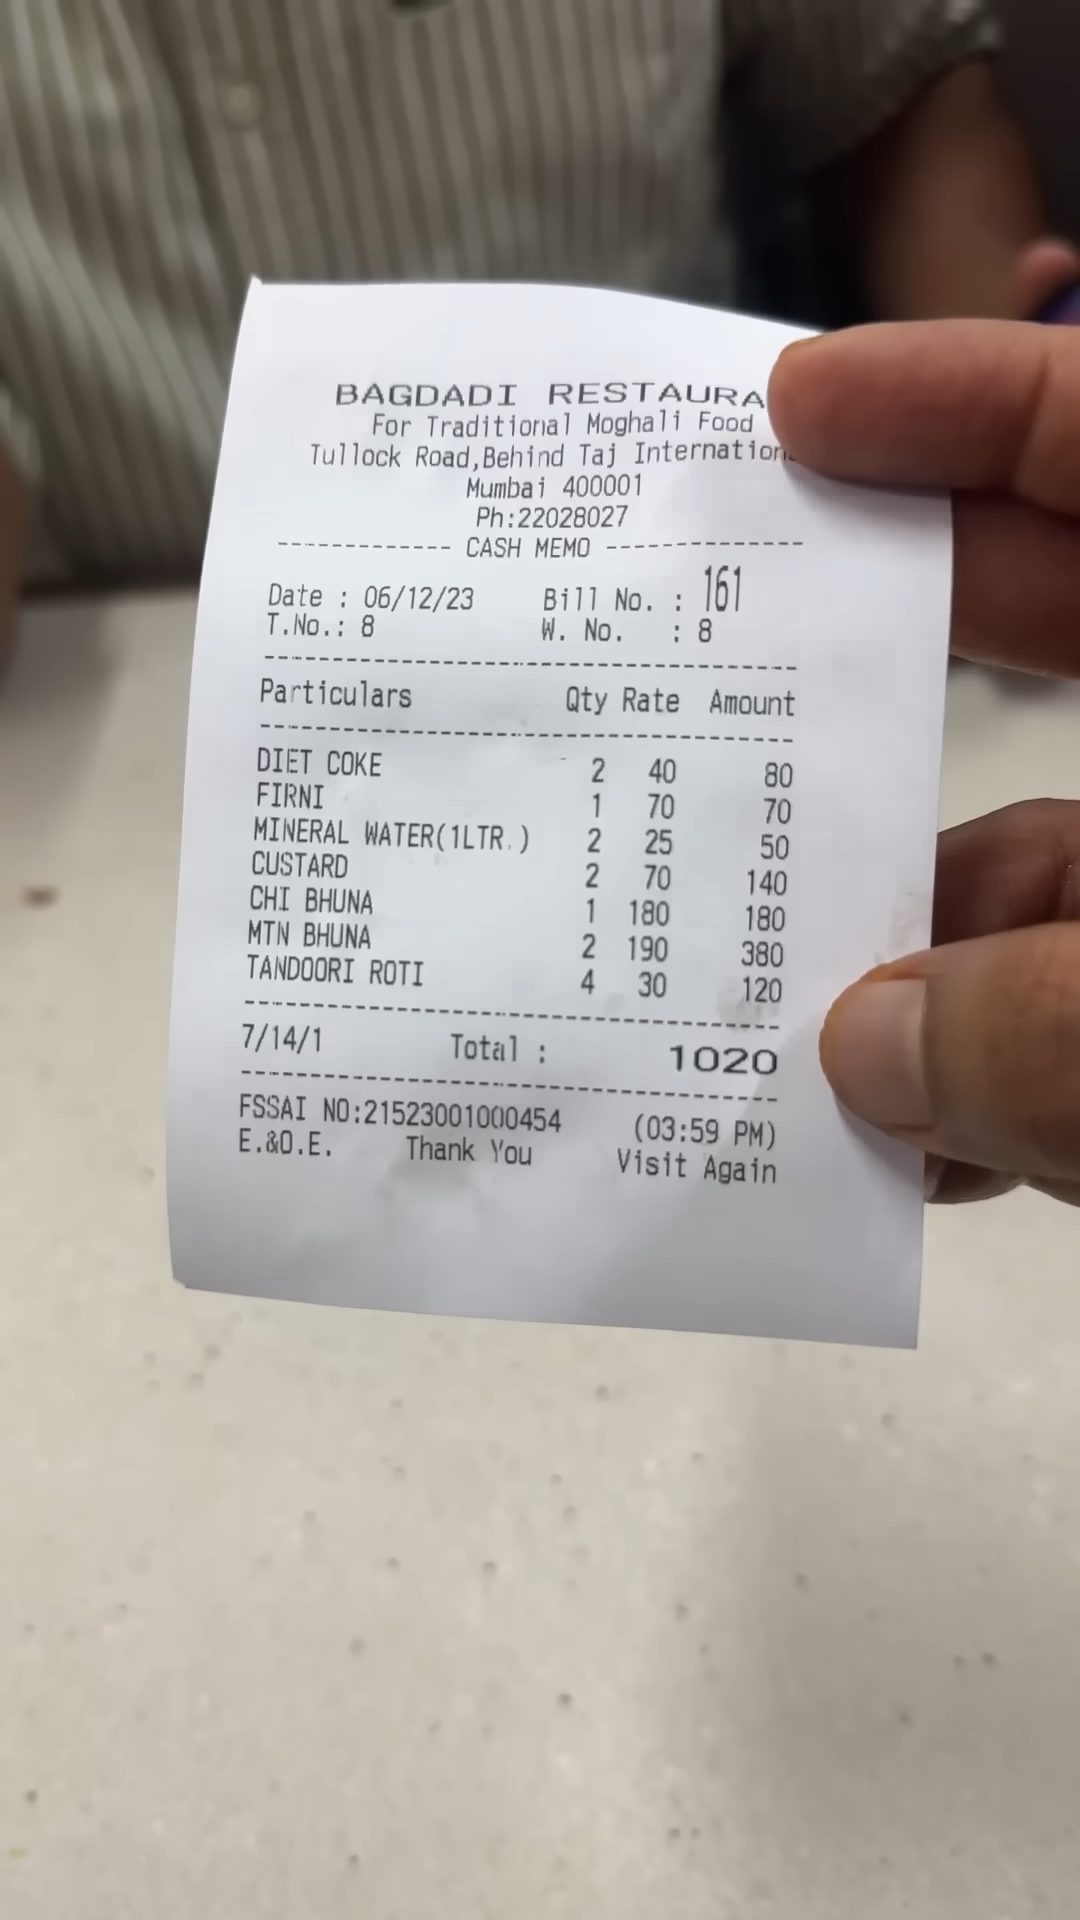 BAGDADI RESTAURA
For Traditional Moghali Food
Tullock Road,Behind Taj Internation
Mumbai 400001
Ph:22028027
------------- CASH MEMO ---------------
Date : 06/12/23 Bill No. : 161
T.No.: 8 W. No. : 8
Particulars Qty Rate Amount
DIET COKE 2 40 80
FIRNI 1 70 70
MINERAL WATER(1LTR.) 2 25 50
CUSTARD 2 70 140
CHI BHUNA 1 180 180
MTN BHUNA 2 190 380
TANDOORI ROTI 4 30 120
7/14/1 Total : 1020
FSSAI NO:21523001000454 (03:59 PM)
E.&O.E. Thank You Visit Again